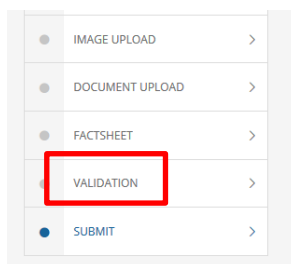 IMAGE UPLOAD
DOCUMENT UPLOAD
FACTSHEET
VALIDATION
SUBMIT